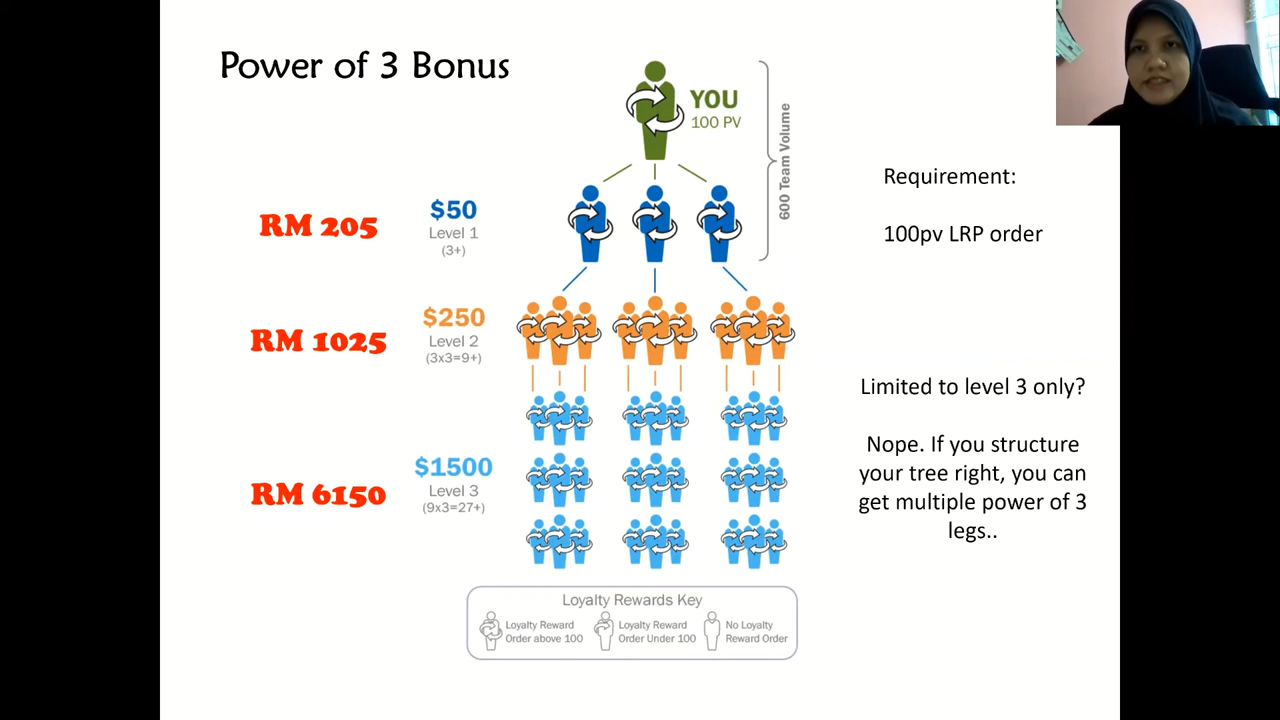 Power of 3 Bonus
YOU
100 PV
600 Team Volume
RM 205
$50
Level 1
(3+)
RM 1025
$250
Level 2
(3x3=9+)
RM 6150
$1500
Level 3
(9x3=27+)
Requirement:
100pv LRP order
Limited to level 3 only?
Nope. If you structure
your tree right, you can
get multiple power of 3
legs..
Loyalty Rewards Key
Loyalty Reward
Order above 100
Loyalty Reward
Order Under 100
No Loyalty
Reward Order